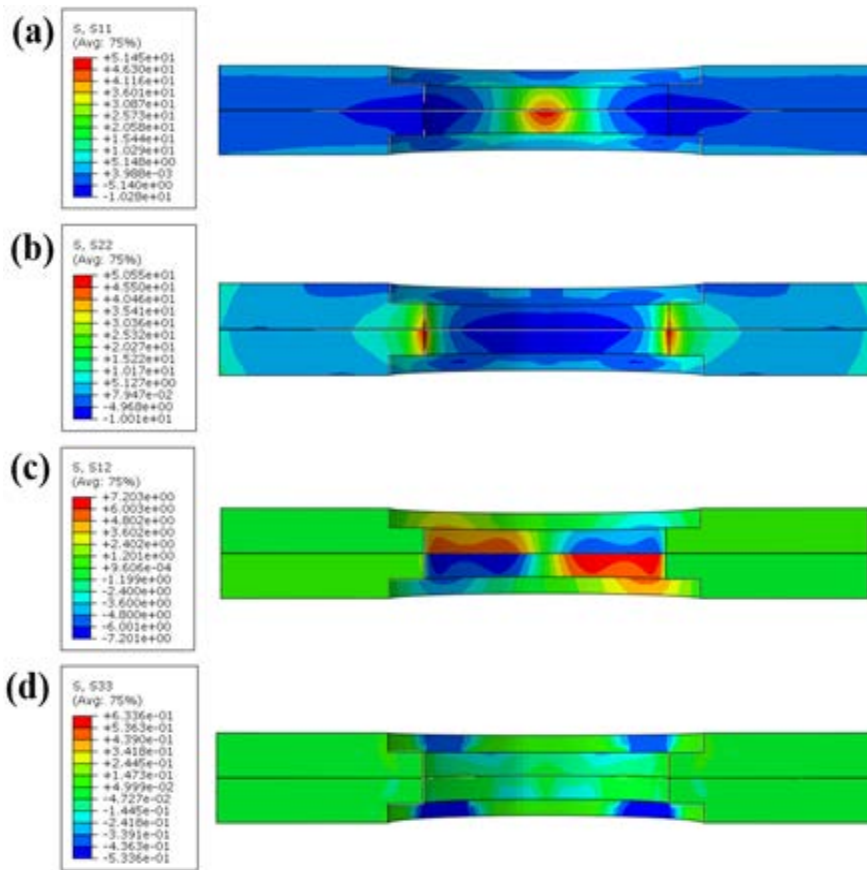 (a)
S, S11
(Avg: 75%)
+5.145e+01
+4.630e+01
+4.116e+01
+3.601e+01
+3.087e+01
+2.573e+01
+2.058e+01
+1.544e+01
+1.029e+01
+5.148e+00
+3.988e-03
-5.140e+00
-1.028e+01
(b)
S, S22
(Avg: 75%)
+5.055e+01
+4.550e+01
+4.046e+01
+3.541e+01
+3.036e+01
+2.532e+01
+2.027e+01
+1.522e+01
+1.017e+01
+5.127e+00
+7.947e-02
-4.968e+00
-1.001e+01
(c)
S, S12
(Avg: 75%)
+7.203e+00
+6.003e+00
+4.802e+00
+3.602e+00
+2.402e+00
+1.201e+00
+9.606e-04
-1.199e+00
-2.400e+00
-3.600e+00
-4.800e+00
-6.001e+00
-7.201e+00
(d)
S, S33
(Avg: 75%)
+6.336e-01
+5.363e-01
+4.390e-01
+3.418e-01
+2.445e-01
+1.473e-01
+4.999e-02
-4.727e-02
-1.445e-01
-2.418e-01
-3.391e-01
-4.363e-01
-5.336e-01